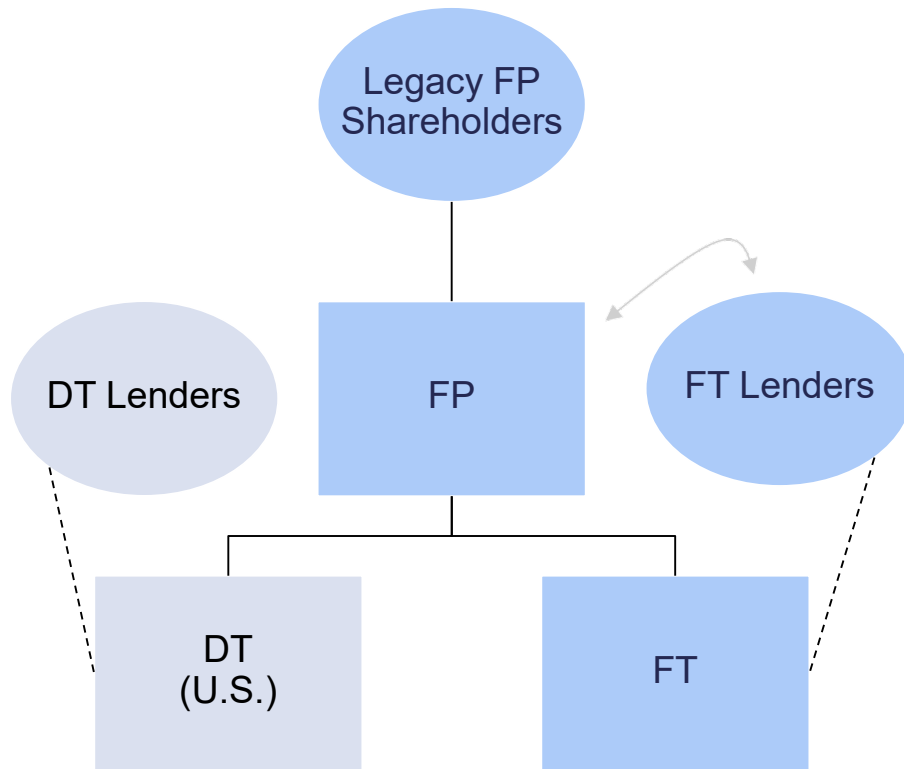 Legacy FP
Shareholders
DT Lenders
FP
FT Lenders
DT
(U.S.)
FT